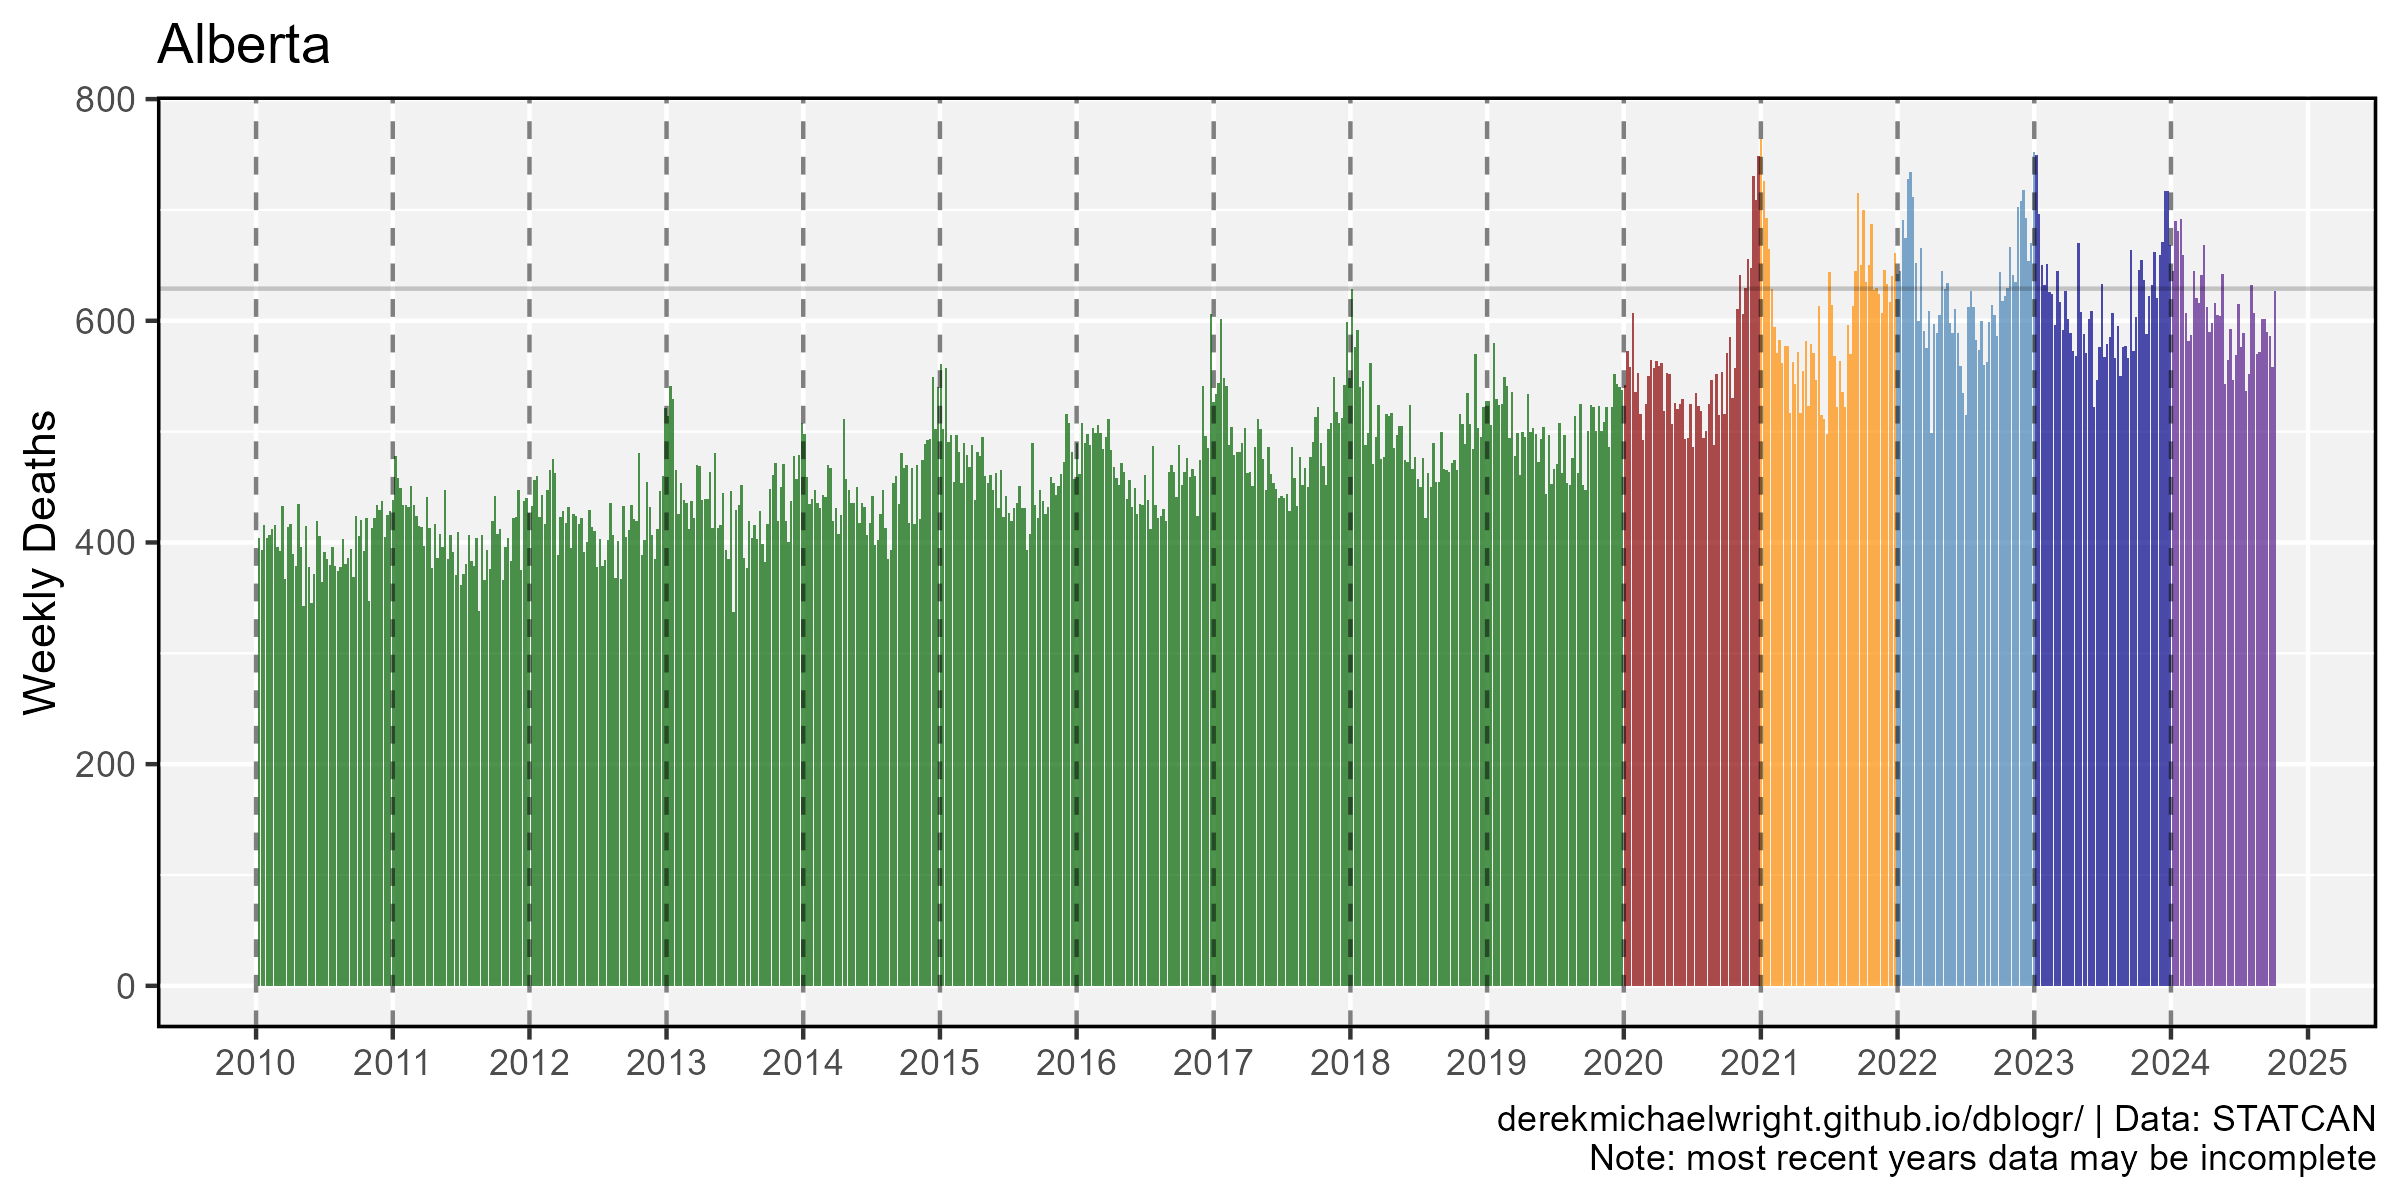 Alberta
800
600
400
200
0
Weekly Deaths
2010 2011 2012 2013 2014 2015 2016 2017 2018 2019 2020 2021 2022 2023 2024 2025
derekmichaelwright.github.io/dblogr/ | Data: STATCAN
Note: most recent years data may be incomplete